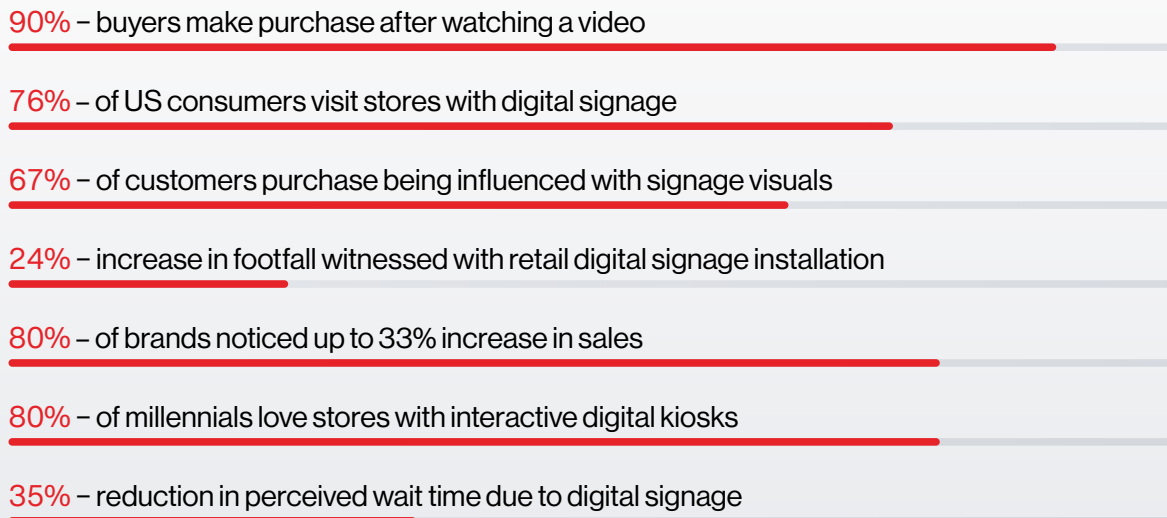 90% – buyers make purchase after watching a video
76% – of US consumers visit stores with digital signage
67% – of customers purchase being influenced with signage visuals
24% – increase in footfall witnessed with retail digital signage installation
80% – of brands noticed up to 33% increase in sales
80% – of millennials love stores with interactive digital kiosks
35% – reduction in perceived wait time due to digital signage